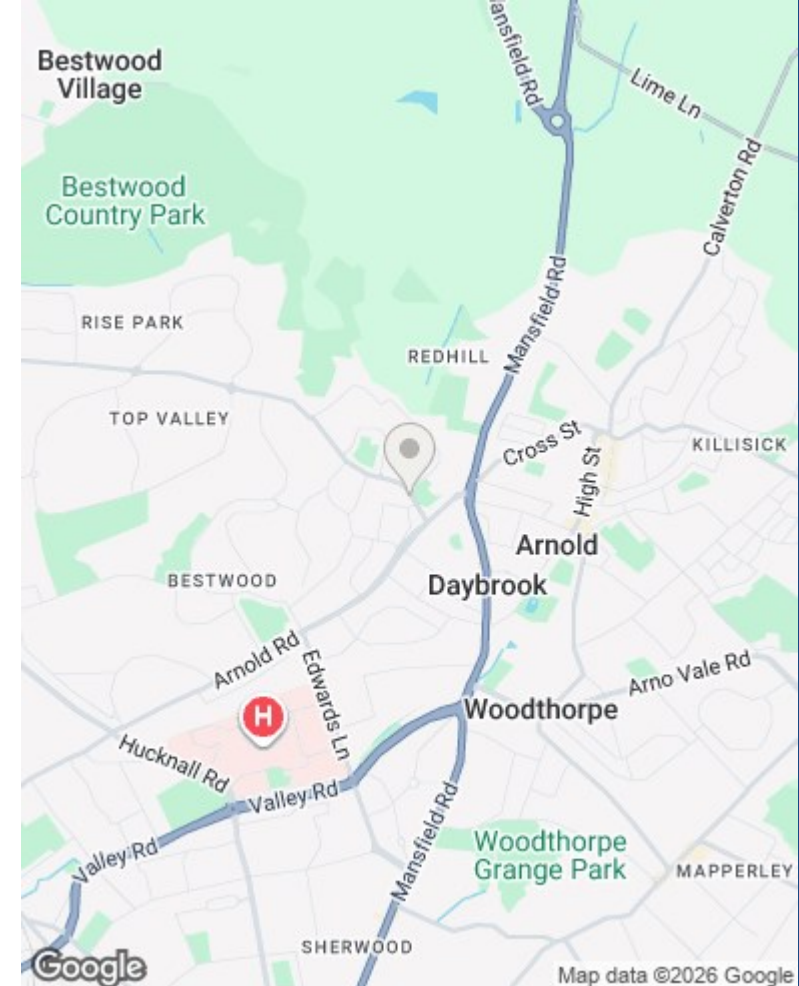 Mansfield Rd
Bestwood
Village
Lime Ln
Calverton Rd
Bestwood
Country Park
Mansfield Rd
RISE PARK
REDHILL
TOP VALLEY
Cross St
KILLISICK
High St
Arnold
BESTWOOD
Daybrook
Arnold Rd
Edwards Ln
Arno Vale Rd
H
Woodthorpe
Hucknall Rd
Valley Rd
Mansfield Rd
Valley Rd
Woodthorpe
Grange Park
MAPPERLEY
SHERWOOD
Google
Map data ©2026 Google